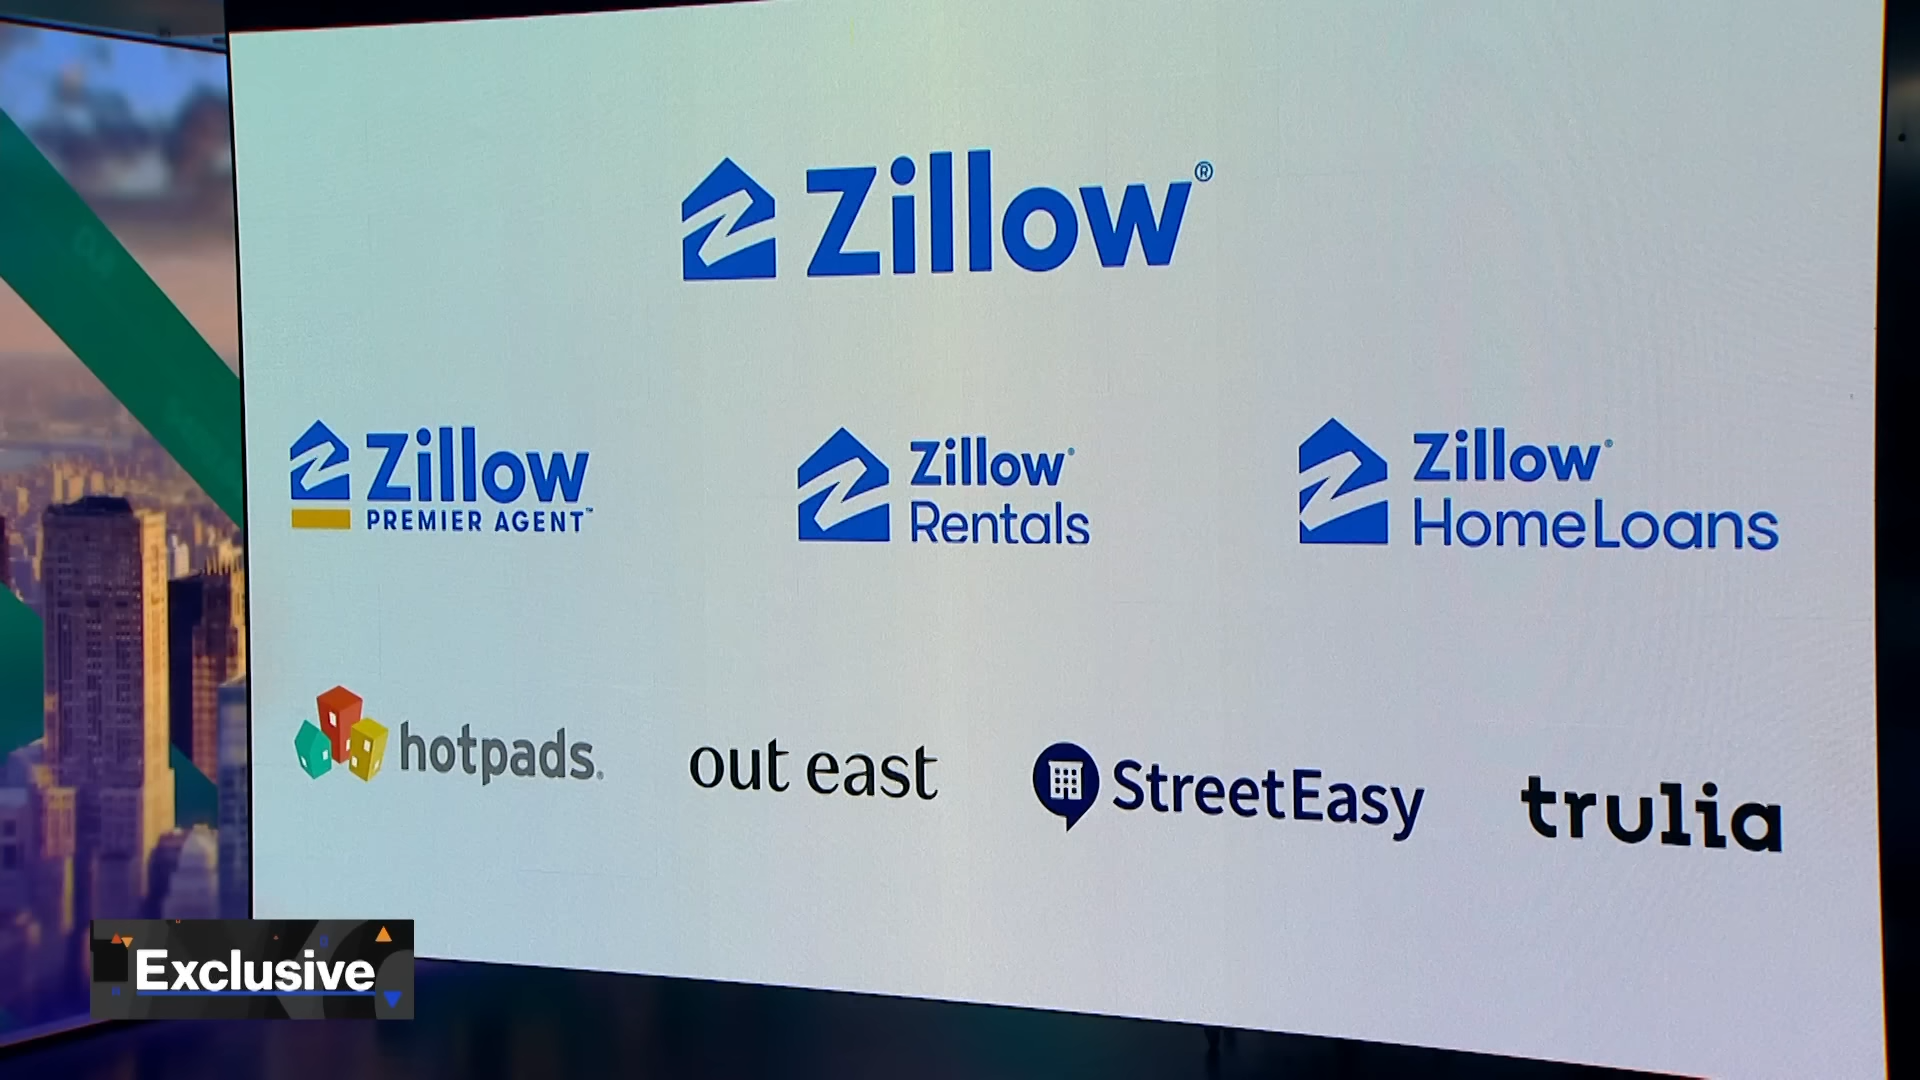 Zillow®
Zillow
PREMIER AGENT™
Zillow®
Rentals
Zillow®
HomeLoans
hotpads.
out east
StreetEasy
trulia
Exclusive